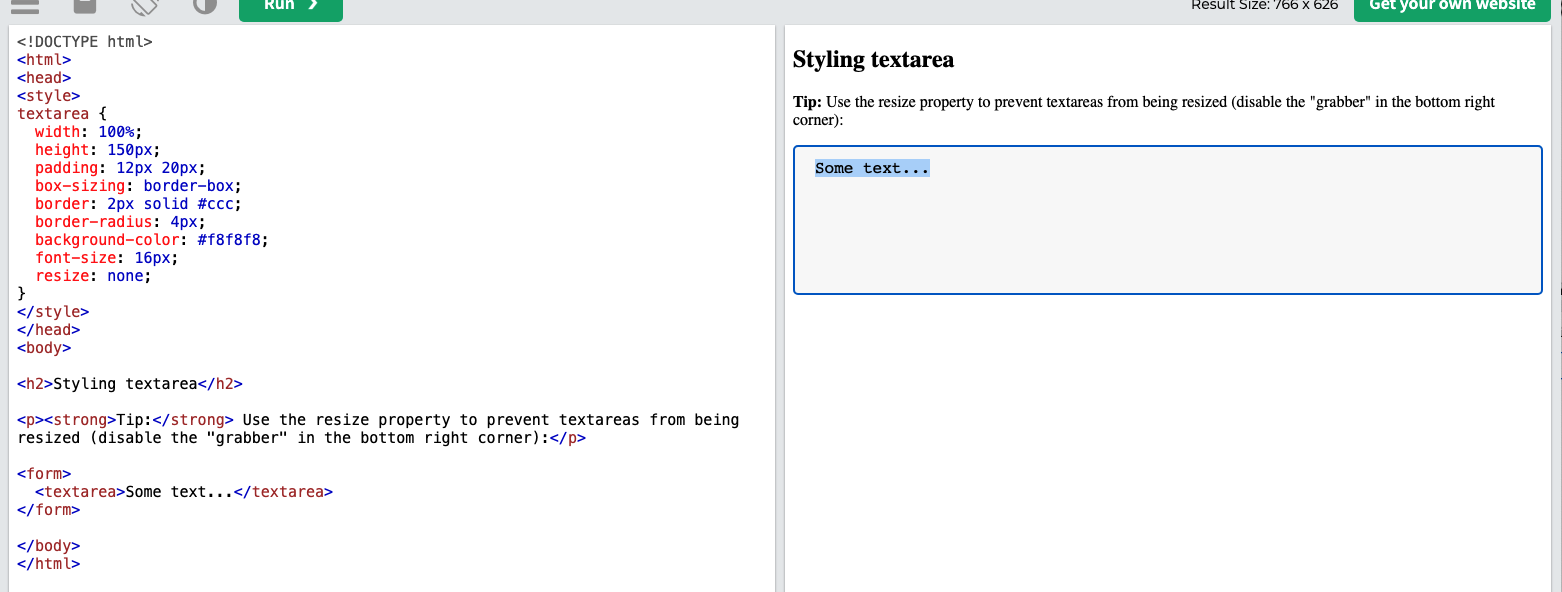 Run ❯
Result Size: 766 x 626
Get your own website
<!DOCTYPE html>
<html>
<head>
<style>
textarea {
  width: 100%;
  height: 150px;
  padding: 12px 20px;
  box-sizing: border-box;
  border: 2px solid #ccc;
  border-radius: 4px;
  background-color: #f8f8f8;
  font-size: 16px;
  resize: none;
}
</style>
</head>
<body>

<h2>Styling textarea</h2>

<p><strong>Tip:</strong> Use the resize property to prevent textareas from being
resized (disable the "grabber" in the bottom right corner):</p>

<form>
  <textarea>Some text...</textarea>
</form>

</body>
</html>
Styling textarea
Tip: Use the resize property to prevent textareas from being resized (disable the "grabber" in the bottom right
corner):
Some text...